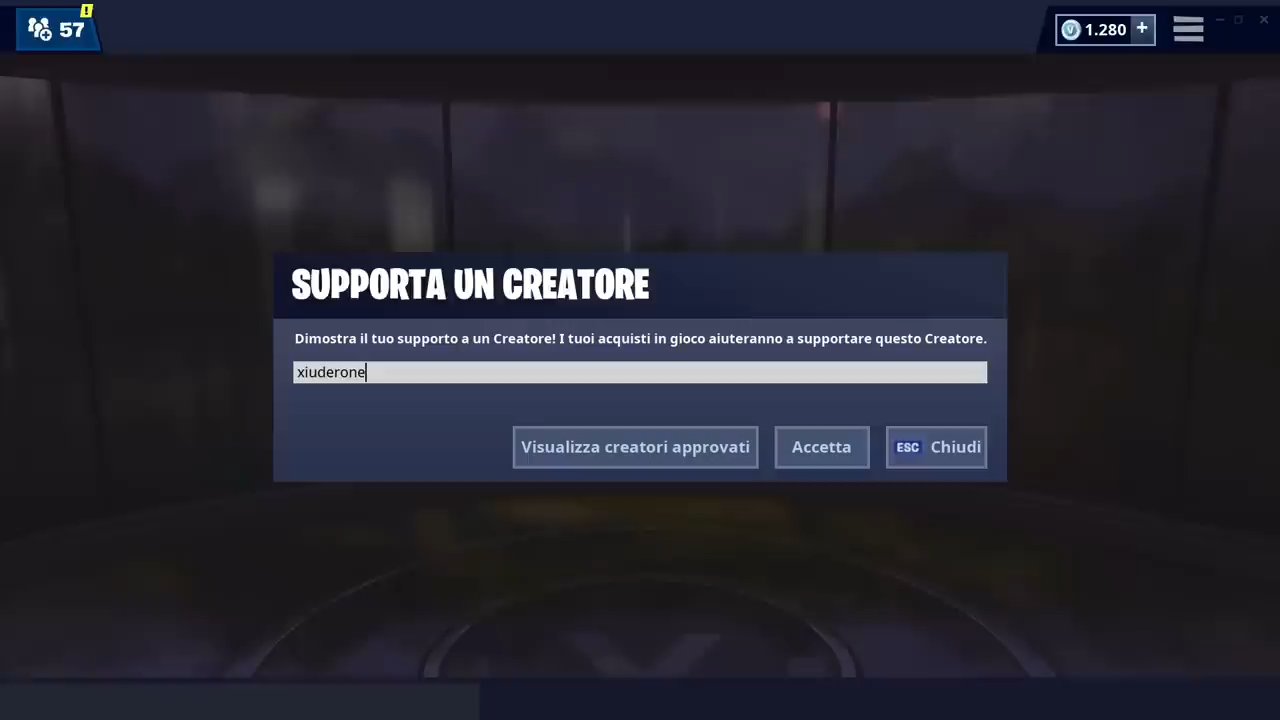 ! 57
1.280 +
SUPPORTA UN CREATORE
Dimostra il tuo supporto a un Creatore! I tuoi acquisti in gioco aiuteranno a supportare questo Creatore.
xiuderone
Visualizza creatori approvati Accetta ESC Chiudi